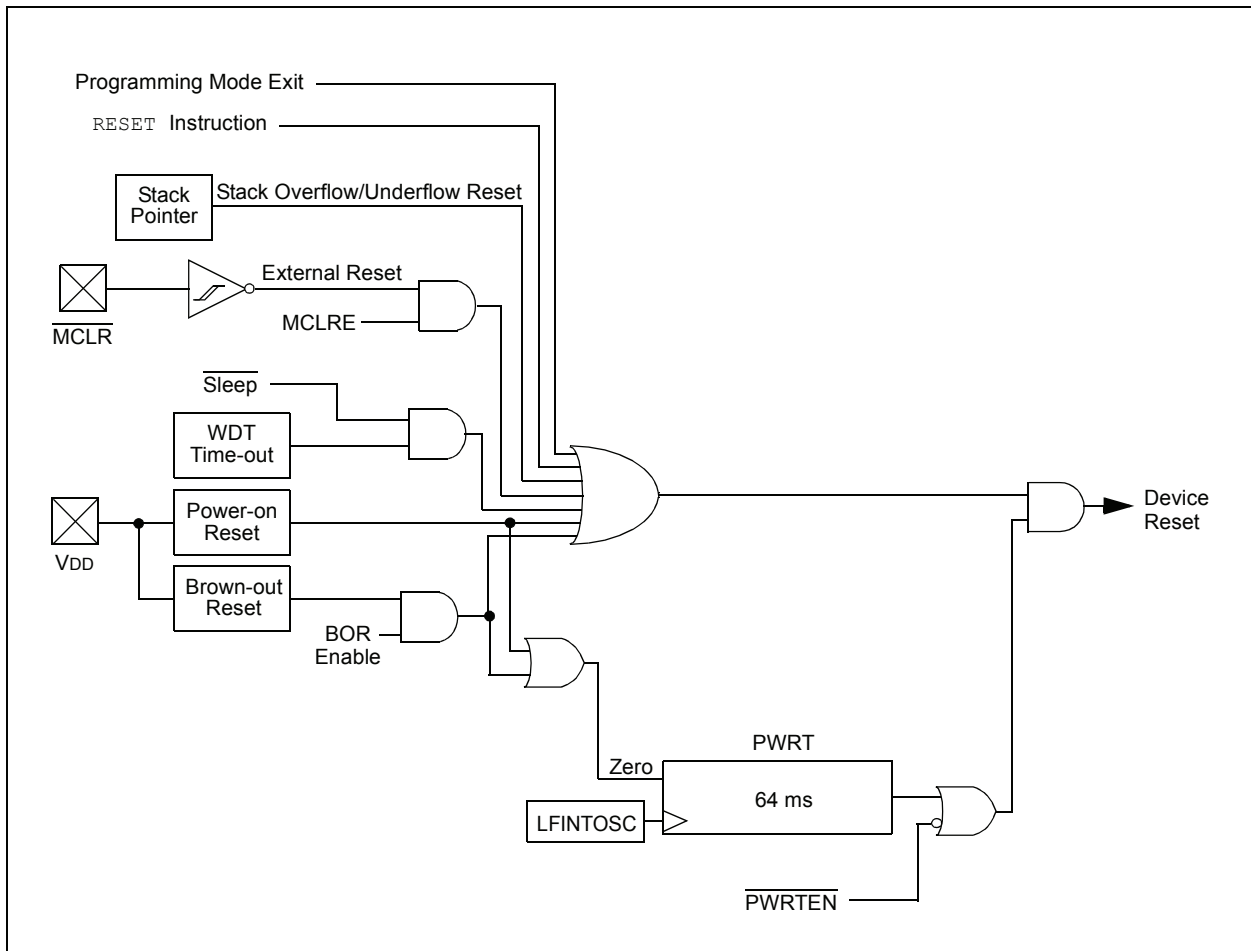 Programming Mode Exit
RESET Instruction
Stack
Pointer
Stack Overflow/Underflow Reset
External Reset
MCLR
MCLRE
Sleep
WDT
Time-out
VDD
Power-on
Reset
Brown-out
Reset
BOR
Enable
Device
Reset
PWRT
Zero
64 ms
LFINTOSC
PWRTEN